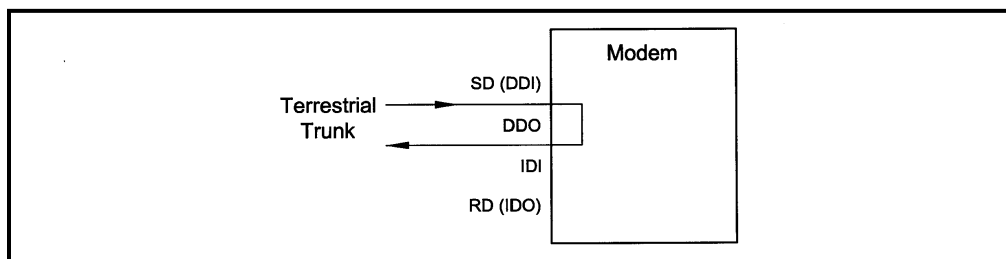 Modem
SD (DDI)
Terrestrial
Trunk
DDO
IDI
RD (IDO)